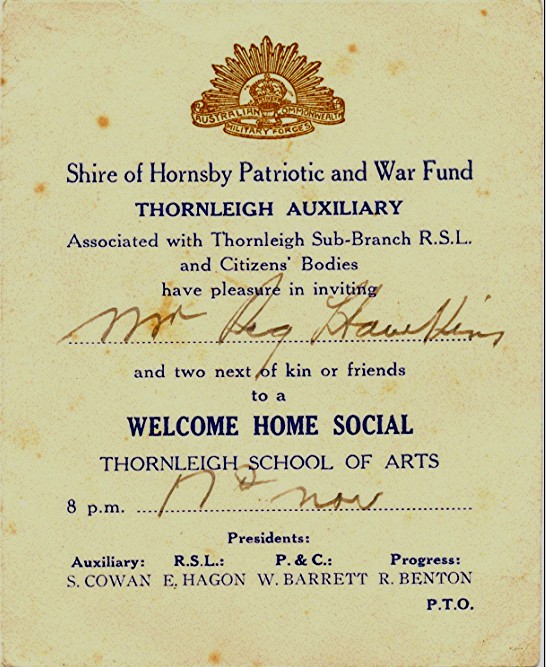 AUSTRALIAN COMMONWEALTH
MILITARY FORCES
Shire of Hornsby Patriotic and War Fund
THORNLEIGH AUXILIARY
Associated with Thornleigh Sub-Branch R.S.L.
and Citizens' Bodies
have pleasure in inviting
Mr Reg Hawkins
and two next of kin or friends
to a
WELCOME HOME SOCIAL
THORNLEIGH SCHOOL OF ARTS
8 p.m. 17th Nov
Presidents:
Auxiliary: R.S.L.: P. & C.: Progress:
S. COWAN E. HAGON W. BARRETT R. BENTON
P.T.O.